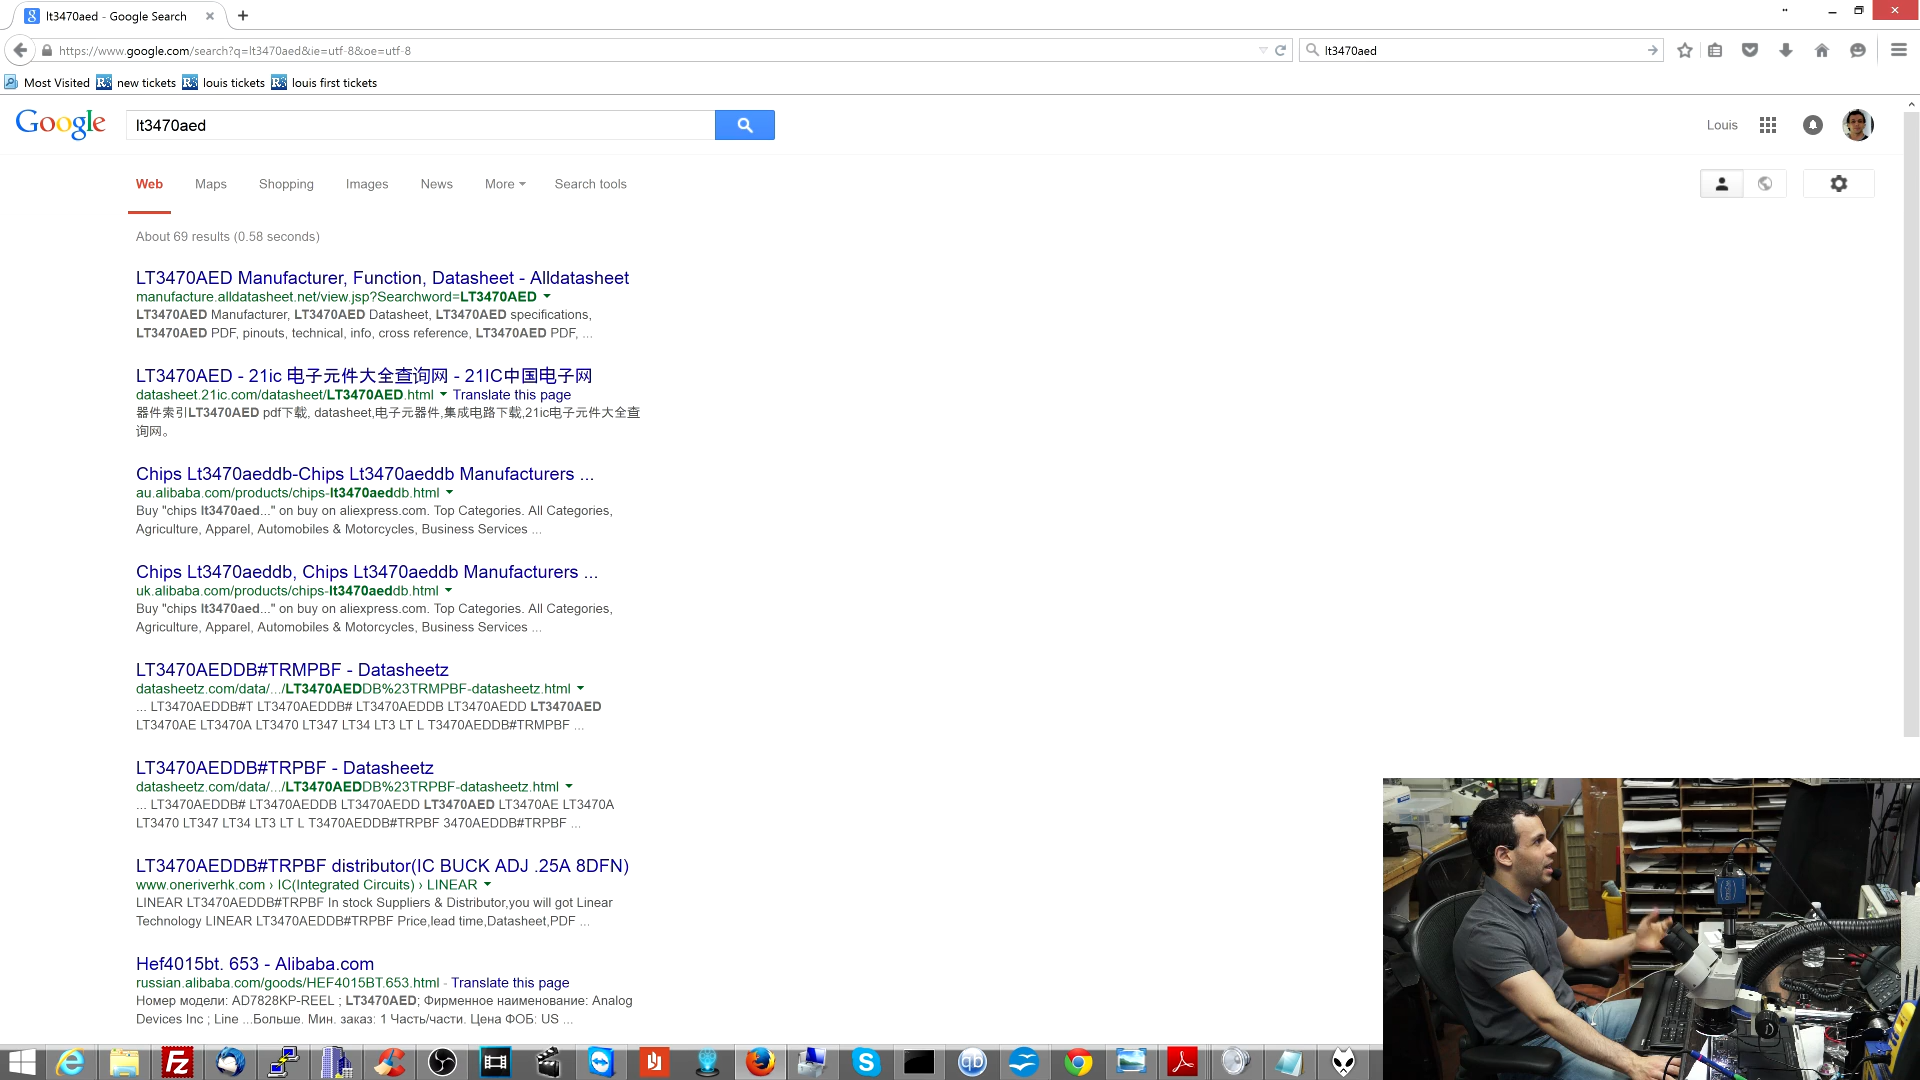 lt3470aed - Google Search
https://www.google.com/search?q=lt3470aed&ie=utf-8&oe=utf-8
lt3470aed
Most Visited new tickets louis tickets louis first tickets
Google
lt3470aed
Louis
Web Maps Shopping Images News More Search tools
About 69 results (0.58 seconds)
LT3470AED Manufacturer, Function, Datasheet - Alldatasheet
manufacture.alldatasheet.net/view.jsp?Searchword=LT3470AED
LT3470AED Manufacturer, LT3470AED Datasheet, LT3470AED specifications,
LT3470AED PDF, pinouts, technical, info, cross reference, LT3470AED PDF, ...
LT3470AED - 21ic 电子元件大全查询网 - 21IC中国电子网
datasheet.21ic.com/datasheet/LT3470AED.html Translate this page
器件索引LT3470AED pdf下载, datasheet,电子元器件,集成电路下载,21ic电子元件大全查
询网。
Chips Lt3470aeddb-Chips Lt3470aeddb Manufacturers ...
au.alibaba.com/products/chips-lt3470aeddb.html
Buy "chips lt3470aed..." on buy on aliexpress.com. Top Categories. All Categories,
Agriculture, Apparel, Automobiles & Motorcycles, Business Services ...
Chips Lt3470aeddb, Chips Lt3470aeddb Manufacturers ...
uk.alibaba.com/products/chips-lt3470aeddb.html
Buy "chips lt3470aed..." on buy on aliexpress.com. Top Categories. All Categories,
Agriculture, Apparel, Automobiles & Motorcycles, Business Services ...
LT3470AEDDB#TRMPBF - Datasheetz
datasheetz.com/data/.../LT3470AEDDB%23TRMPBF-datasheetz.html
... LT3470AEDDB#T LT3470AEDDB# LT3470AEDDB LT3470AEDD LT3470AED
LT3470AE LT3470A LT3470 LT347 LT34 LT3 LT L T3470AEDDB#TRMPBF ...
LT3470AEDDB#TRPBF - Datasheetz
datasheetz.com/data/.../LT3470AEDDB%23TRPBF-datasheetz.html
... LT3470AEDDB# LT3470AEDDB LT3470AEDD LT3470AED LT3470AE LT3470A
LT3470 LT347 LT34 LT3 LT L T3470AEDDB#TRPBF 3470AEDDB#TRPBF ...
LT3470AEDDB#TRPBF distributor(IC BUCK ADJ .25A 8DFN)
www.oneriverhk.com › IC(Integrated Circuits) › LINEAR
LINEAR LT3470AEDDB#TRPBF In stock Suppliers & Distributor,you will got Linear
Technology LINEAR LT3470AEDDB#TRPBF Price,lead time,Datasheet,PDF ...
Hef4015bt. 653 - Alibaba.com
russian.alibaba.com/goods/HEF4015BT.653.html - Translate this page
Номер модели: AD7828KP-REEL ; LT3470AED; Фирменное наименование: Analog
Devices Inc ; Line ...Больше. Мин. заказ: 1 Часть/части. Цена ФОБ: US ...